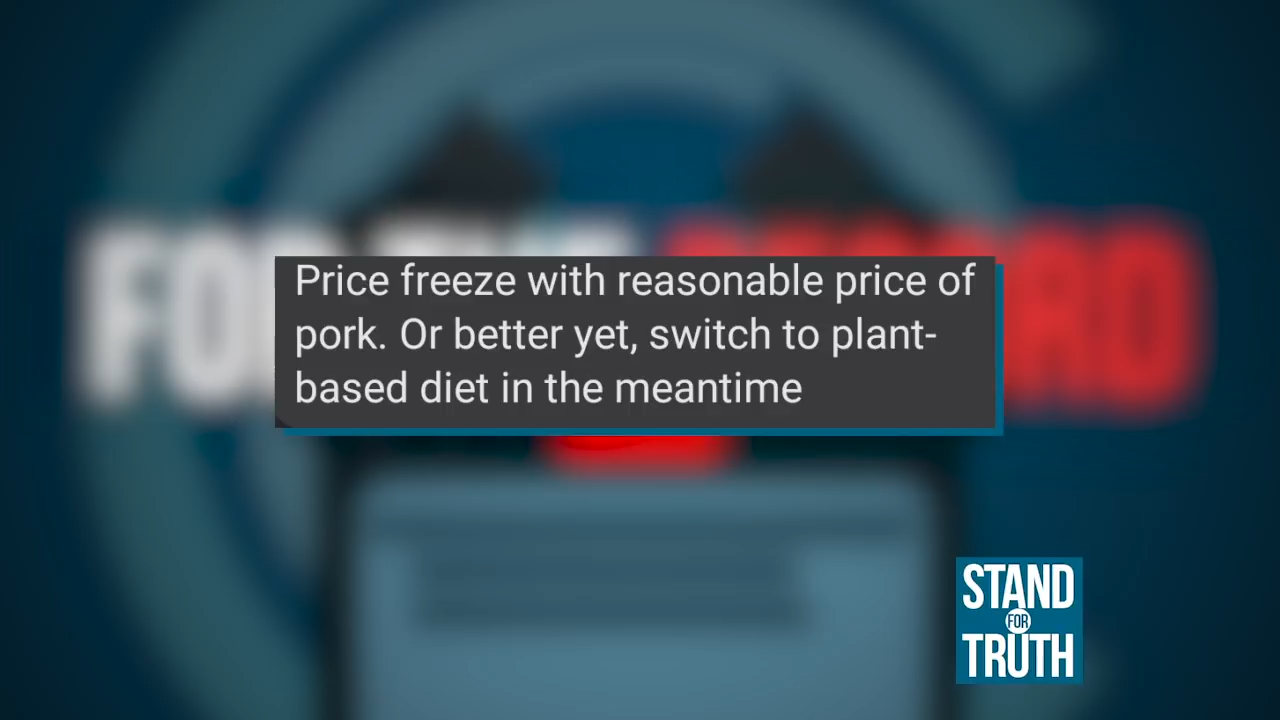 Price freeze with reasonable price of
pork. Or better yet, switch to plant-
based diet in the meantime
STAND
FOR
TRUTH